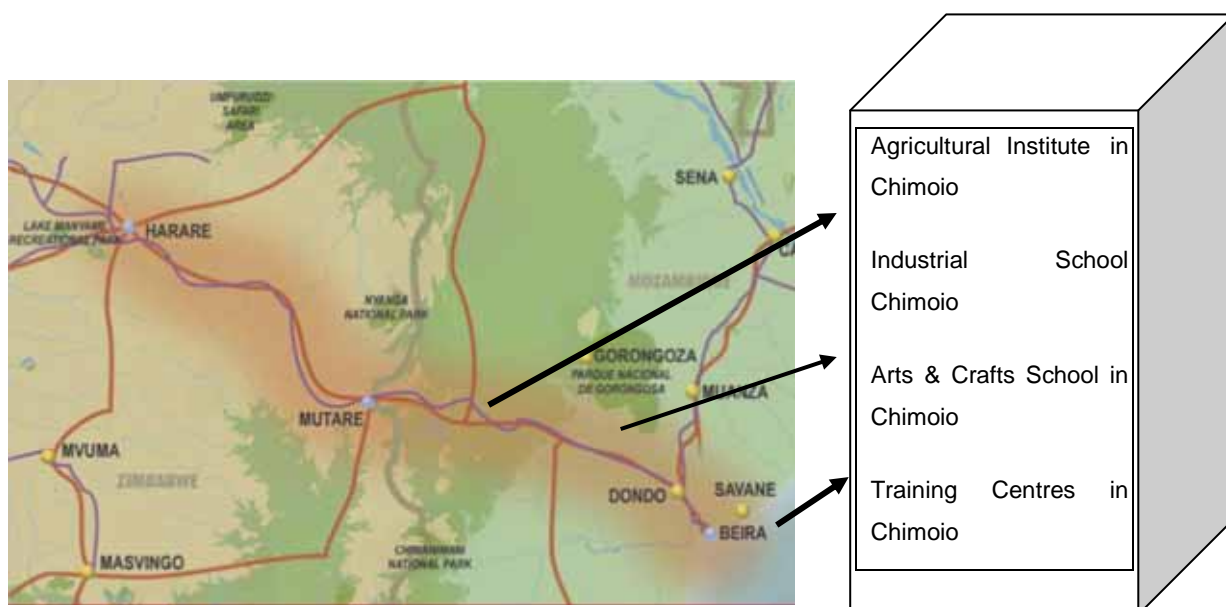 UMFURUDZI
SAFARI
AREA
SENA
LAKE MANYAME
RECREATIONAL PARK
HARARE
CA
MOZAMBIQUE
NYANGA
NATIONAL PARK
GORONGOZA
PARQUE NACIONAL
DE GORONGOSA
MUANZA
MUTARE
MVUMA
ZIMBABWE
DONDO
SAVANE
BEIRA
CHIMANIMANI
NATIONAL PARK
MASVINGO
Agricultural Institute in
Chimoio
Industrial School
Chimoio
Arts & Crafts School in
Chimoio
Training Centres in
Chimoio